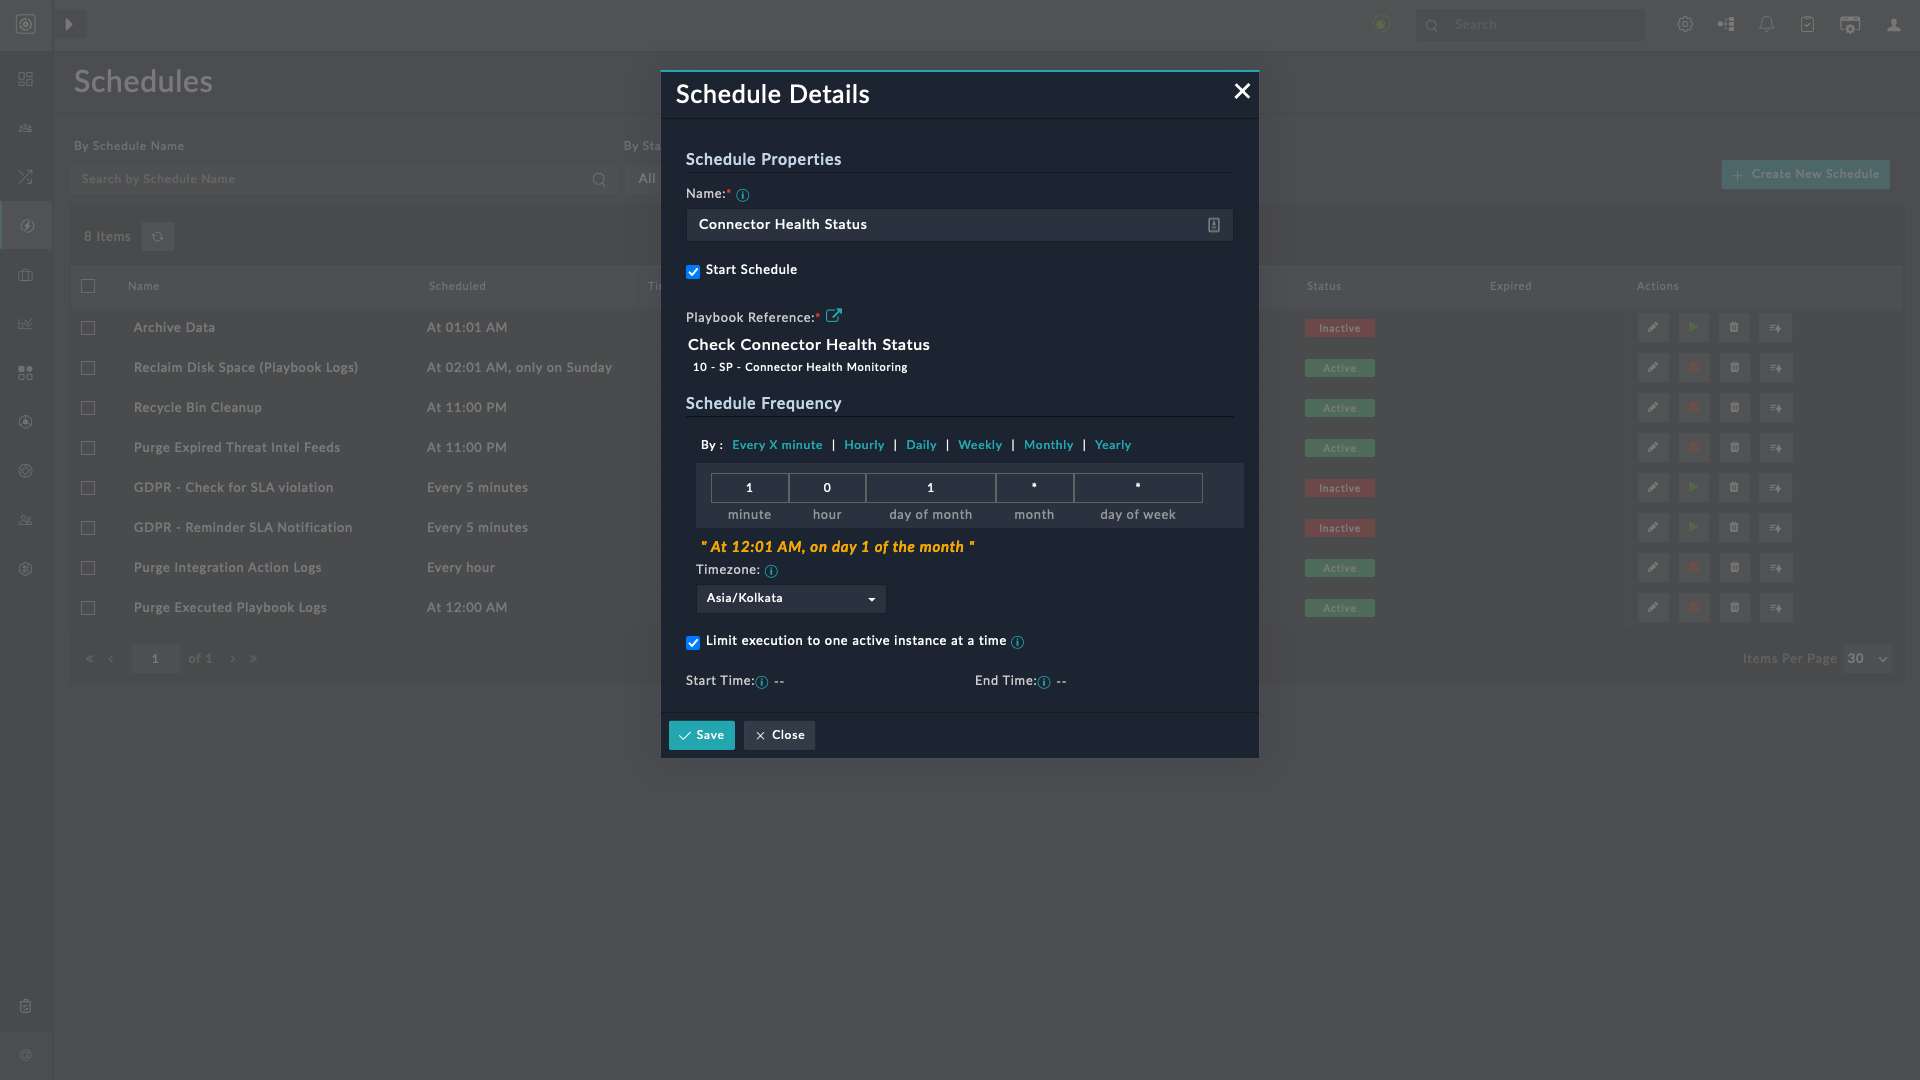 Search
Schedules
Schedule Details
By Schedule Name
By Sta
Search by Schedule Name
All
Create New Schedule
8 Items
Name
Scheduled
Status
Expired
Actions
Archive Data
At 01:01 AM
Inactive
Reclaim Disk Space (Playbook Logs)
At 02:01 AM, only on Sunday
Active
Recycle Bin Cleanup
At 11:00 PM
Active
Purge Expired Threat Intel Feeds
At 11:00 PM
Active
GDPR - Check for SLA violation
Every 5 minutes
Inactive
GDPR - Reminder SLA Notification
Every 5 minutes
Inactive
Purge Integration Action Logs
Every hour
Active
Purge Executed Playbook Logs
At 12:00 AM
Active
« ‹ 1 of 1 › »
Items Per Page 30
Schedule Properties
Name:*
Connector Health Status
Start Schedule
Playbook Reference:*
Check Connector Health Status
10 - SP - Connector Health Monitoring
Schedule Frequency
By : Every X minute | Hourly | Daily | Weekly | Monthly | Yearly
1 0 1 * *
minute hour day of month month day of week
" At 12:01 AM, on day 1 of the month "
Timezone:
Asia/Kolkata
Limit execution to one active instance at a time
Start Time: --
End Time: --
Save
Close